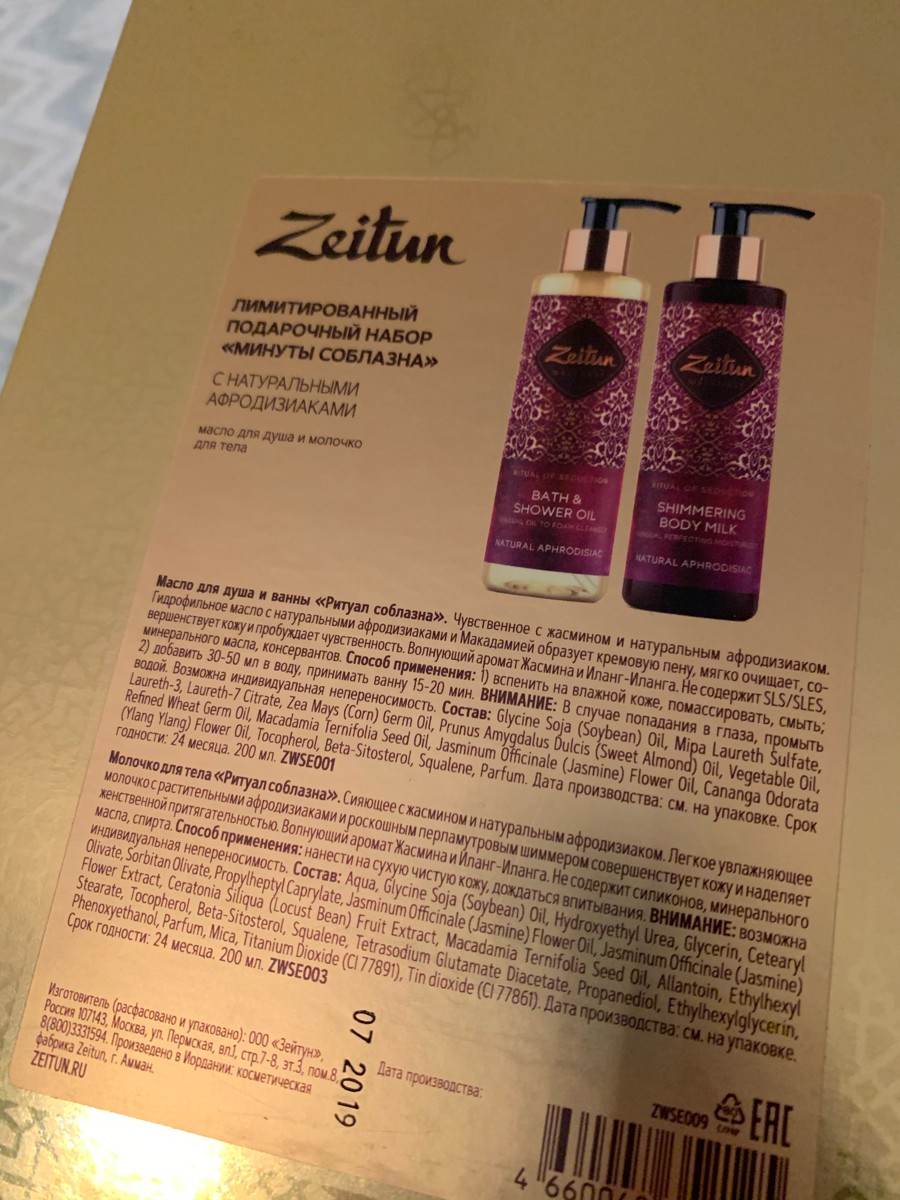 Zeitun
ЛИМИТИРОВАННЫЙ
ПОДАРОЧНЫЙ НАБОР
«МИНУТЫ СОБЛАЗНА»
С НАТУРАЛЬНЫМИ
АФРОДИЗИАКАМИ
масло для душа и молочко
для тела
Zeitun
RITUAL OF SEDUCTION
BATH &
SHOWER OIL
OIL TO FOAM CLEANSER
NATURAL APHRODISIAC
Zeitun
RITUAL OF SEDUCTION
SHIMMERING
BODY MILK
PERFECTING MOISTURIZER
NATURAL APHRODISIAC
Масло для душа и ванны «Ритуал соблазна». Чувственное с жасмином и натуральным афродизиаком.
Гидрофильное масло с натуральными афродизиаками и Макадамией образует кремовую пену, мягко очищает, со-
вершенствует кожу и пробуждает чувственность. Волнующий аромат Жасмина и Иланг-Иланга. Не содержит SLS/SLES,
минерального масла, консервантов. Способ применения: 1) вспенить на влажной коже, помассировать, смыть;
2) добавить 30-50 мл в воду, принимать ванну 15-20 мин. ВНИМАНИЕ: В случае попадания в глаза, промыть
водой. Возможна индивидуальная непереносимость. Состав: Glycine Soja (Soybean) Oil, Mipa Laureth Sulfate,
Laureth-3, Laureth-7 Citrate, Zea Mays (Corn) Germ Oil, Prunus Amygdalus Dulcis (Sweet Almond) Oil, Vegetable Oil,
Refined Wheat Germ Oil, Macadamia Ternifolia Seed Oil, Jasminum Officinale (Jasmine) Flower Oil, Cananga Odorata
(Ylang Ylang) Flower Oil, Tocopherol, Beta-Sitosterol, Squalene, Parfum. Дата производства: см. на упаковке. Срок
годности: 24 месяца. 200 мл. ZWSE001
Молочко для тела «Ритуал соблазна». Сияющее с жасмином и натуральным афродизиаком. Легкое увлажняющее
молочко с растительными афродизиаками и роскошным перламутровым шиммером совершенствует кожу и наделяет
женственной притягательностью. Волнующий аромат Жасмина и Иланг-Иланга. Не содержит силиконов, минерального
масла, спирта. Способ применения: нанести на сухую чистую кожу, дождаться впитывания. ВНИМАНИЕ: возможна
индивидуальная непереносимость. Состав: Aqua, Glycine Soja (Soybean) Oil, Hydroxyethyl Urea, Glycerin, Cetearyl
Olivate, Sorbitan Olivate, Propylheptyl Caprylate, Jasminum Officinale (Jasmine) Flower Oil, Jasminum Officinale (Jasmine)
Flower Extract, Ceratonia Siliqua (Locust Bean) Fruit Extract, Macadamia Ternifolia Seed Oil, Allantoin, Ethylhexyl
Stearate, Tocopherol, Beta-Sitosterol, Squalene, Tetrasodium Glutamate Diacetate, Propanediol, Ethylhexylglycerin,
Phenoxyethanol, Parfum, Mica, Titanium Dioxide (CI 77891), Tin dioxide (CI 77861). Дата производства: см. на упаковке.
Срок годности: 24 месяца. 200 мл. ZWSE003
Изготовитель (расфасовано и упаковано): ООО «Зейтун»,
Россия 107143, Москва, ул. Пермская, вл.1, стр.7-8, эт.3, пом.8,
8(800)3331594. Произведено в Иордании: косметическая
фабрика Zeitun, г. Амман.
ZEITUN.RU
07 2019
Дата производства:
ZWSE009
EAC